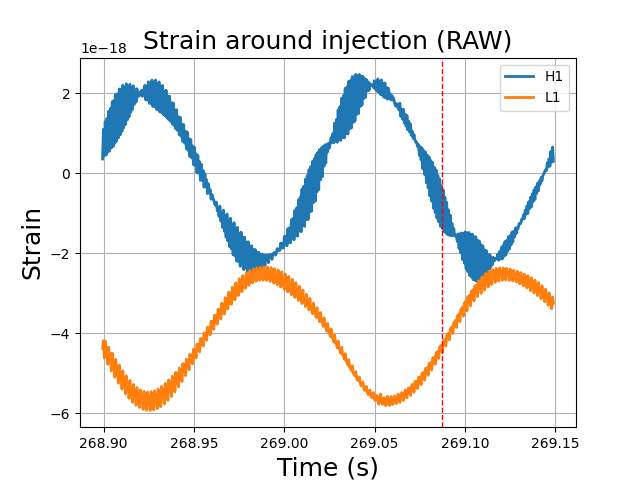 Strain around injection (RAW)
1e−18
H1
L1
2
0
−2
−4
−6
Strain
268.90 268.95 269.00 269.05 269.10 269.15
Time (s)